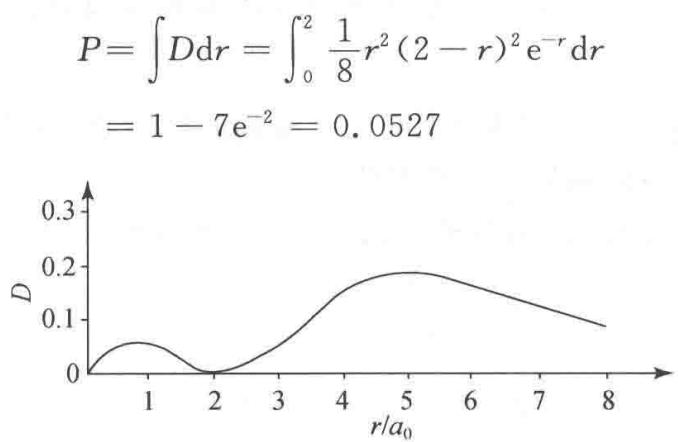 P = ∫Ddr = ∫₀² 1/8 r² (2 − r)² e⁻ʳ dr
= 1 − 7e⁻² = 0.0527
0.3
0.2
D
0.1
0
1 2 3 4 5 6 7 8
r/a₀